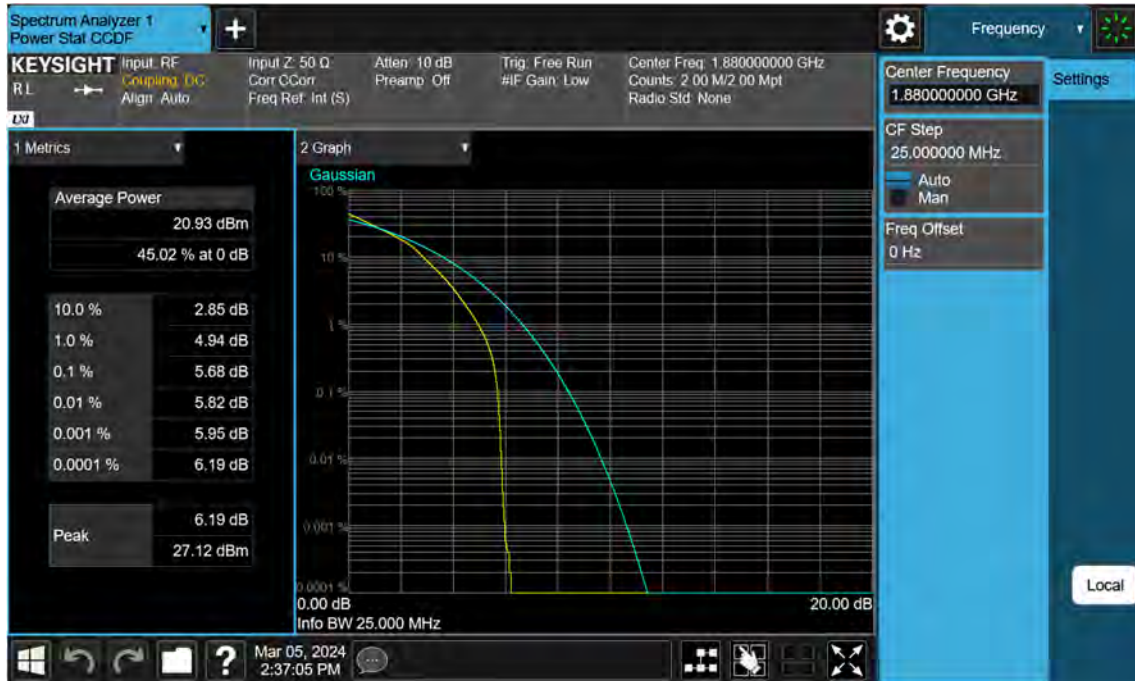 Spectrum Analyzer 1
Power Stat CCDF
+
Frequency
KEYSIGHT
RL
LXI
Input: RF
Coupling: DC
Align: Auto
Input Z: 50 Ω
Corr CCorr
Freq Ref: Int (S)
Atten: 10 dB
Preamp: Off
Trig: Free Run
#IF Gain: Low
Center Freq: 1.880000000 GHz
Counts: 2.00 M/2.00 Mpt
Radio Std: None
Center Frequency
1.880000000 GHz
Settings
CF Step
25.000000 MHz
Auto
Man
Freq Offset
0 Hz
1 Metrics
Average Power
20.93 dBm
45.02 % at 0 dB
10.0 % 2.85 dB
1.0 % 4.94 dB
0.1 % 5.68 dB
0.01 % 5.82 dB
0.001 % 5.95 dB
0.0001 % 6.19 dB
Peak
6.19 dB
27.12 dBm
2 Graph
Gaussian
100 %
10 %
1 %
0.1 %
0.01 %
0.001 %
0.0001 %
0.00 dB 20.00 dB
Info BW 25.000 MHz
Local
?
Mar 05, 2024
2:37:05 PM